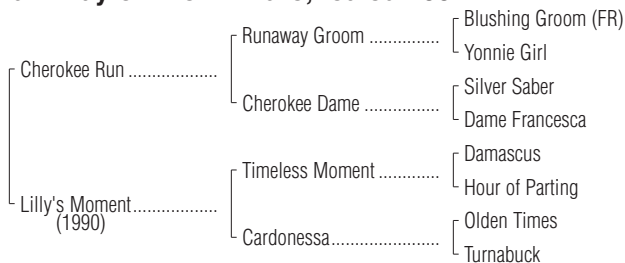 Blushing Groom (FR)
Runaway Groom ................
Yonnie Girl
Cherokee Run ....................
Silver Saber
Cherokee Dame .................
Dame Francesca
Damascus
Timeless Moment ..............
Hour of Parting
Lilly's Moment...................
(1990)
Olden Times
Cardonessa........................
Turnabuck